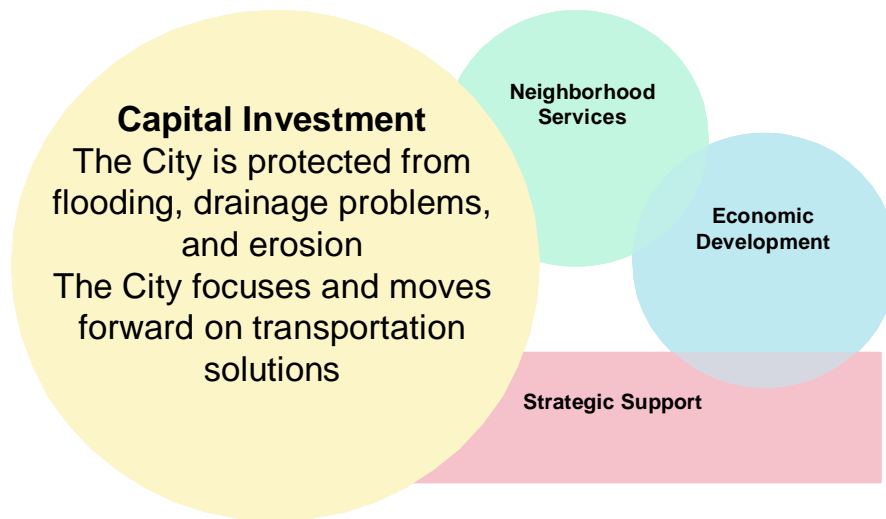 Capital Investment
The City is protected from
flooding, drainage problems,
and erosion
The City focuses and moves
forward on transportation
solutions
Neighborhood
Services
Economic
Development
Strategic Support